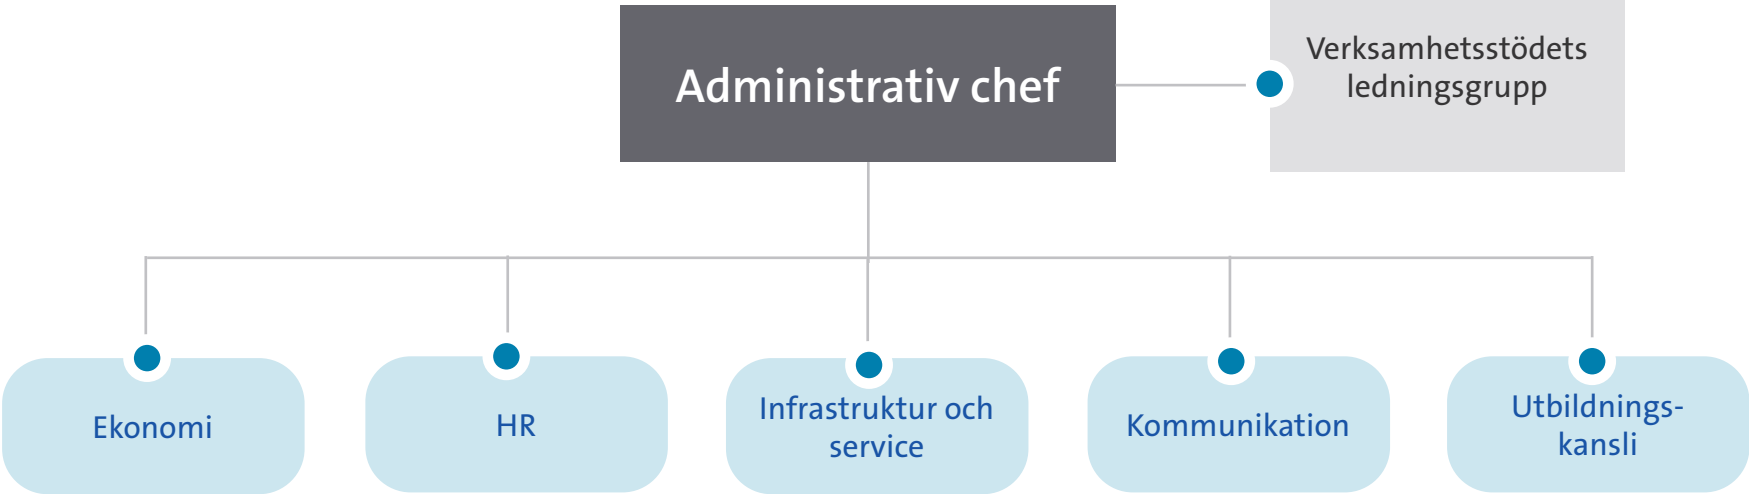 Administrativ chef
Verksamhetsstödets
ledningsgrupp
Ekonomi
HR
Infrastruktur och
service
Kommunikation
Utbildnings-
kansli